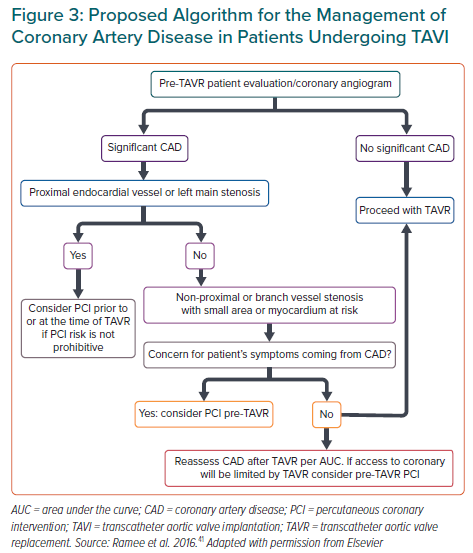 Figure 3: Proposed Algorithm for the Management of
Coronary Artery Disease in Patients Undergoing TAVI
Pre-TAVR patient evaluation/coronary angiogram
Significant CAD
No significant CAD
Proximal endocardial vessel or left main stenosis
Proceed with TAVR
Yes
No
Consider PCI prior to
or at the time of TAVR
if PCI risk is not
prohibitive
Non-proximal or branch vessel stenosis
with small area or myocardium at risk
Concern for patient's symptoms coming from CAD?
Yes: consider PCI pre-TAVR
No
Reassess CAD after TAVR per AUC. If access to coronary
will be limited by TAVR consider pre-TAVR PCI
AUC = area under the curve; CAD = coronary artery disease; PCI = percutaneous coronary
intervention; TAVI = transcatheter aortic valve implantation; TAVR = transcatheter aortic valve
replacement. Source: Ramee et al. 2016.⁴¹ Adapted with permission from Elsevier